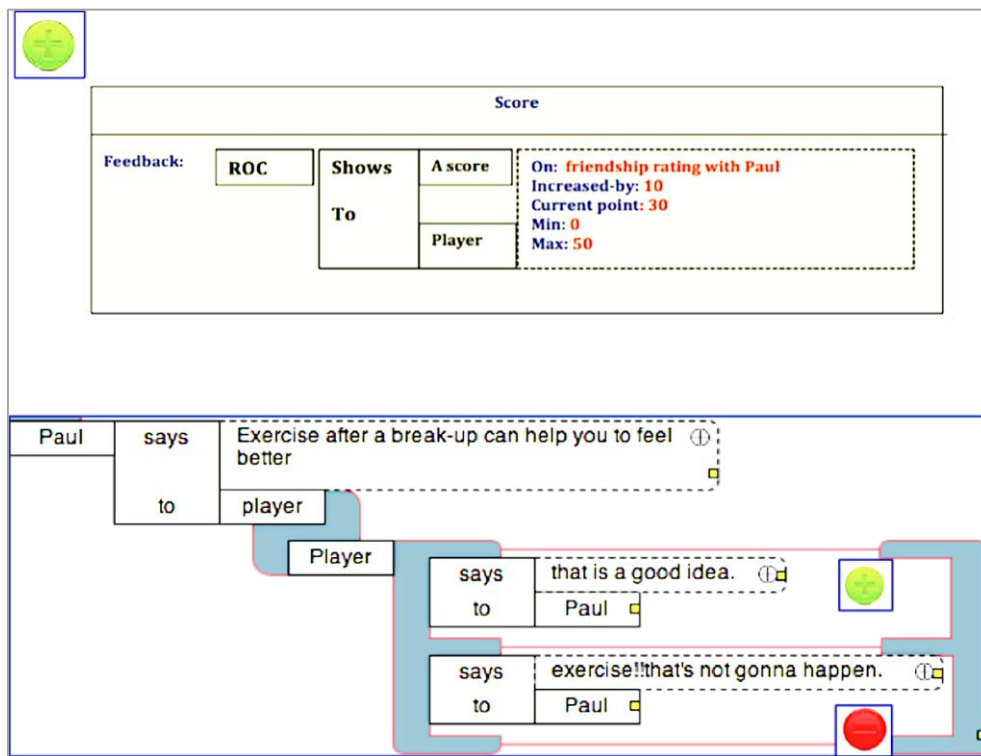 Score
Feedback: ROC Shows A score
To
Player
On: friendship rating with Paul
Increased-by: 10
Current point: 30
Min: 0
Max: 50
Paul says Exercise after a break-up can help you to feel
better
to player
Player
says that is a good idea.
to Paul
says exercise!!that's not gonna happen.
to Paul